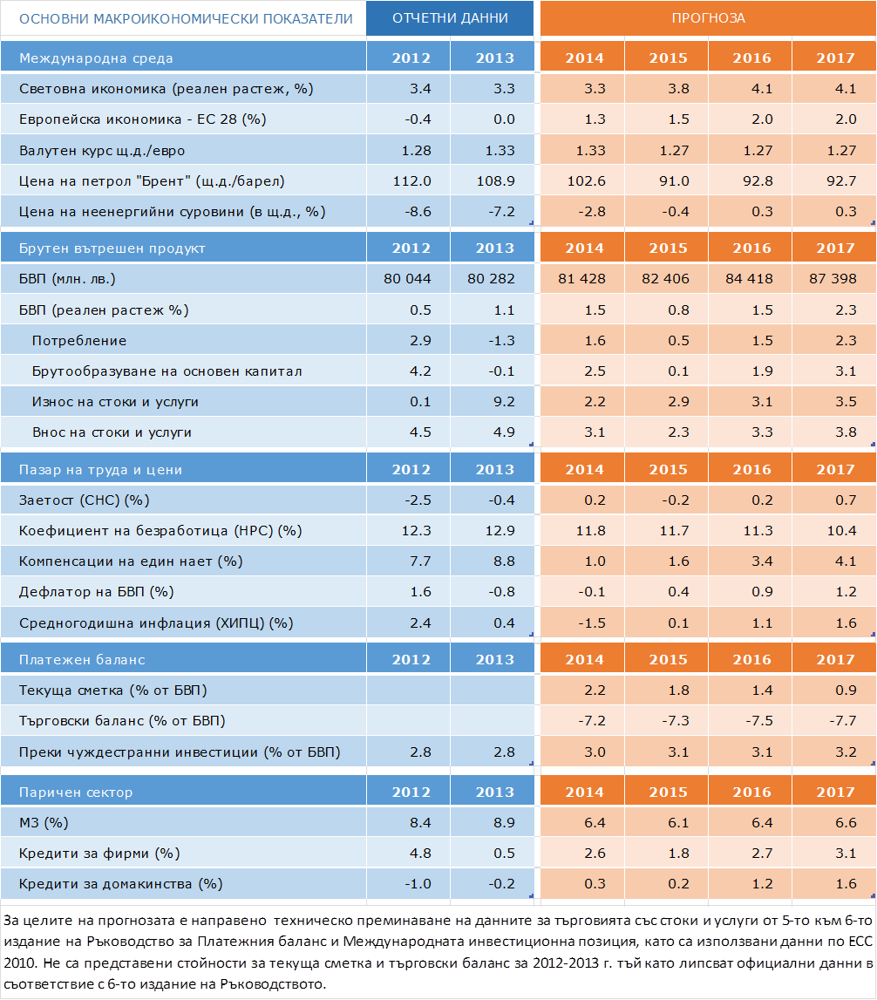 ОСНОВНИ МАКРОИКОНОМИЧЕСКИ ПОКАЗАТЕЛИ ОТЧЕТНИ ДАННИ ПРОГНОЗА
Международна среда 2012 2013 2014 2015 2016 2017
Световна икономика (реален растеж, %) 3.4 3.3 3.3 3.8 4.1 4.1
Европейска икономика - ЕС 28 (%) -0.4 0.0 1.3 1.5 2.0 2.0
Валутен курс щ.д./евро 1.28 1.33 1.33 1.27 1.27 1.27
Цена на петрол "Брент" (щ.д./барел) 112.0 108.9 102.6 91.0 92.8 92.7
Цена на неенергийни суровини (в щ.д., %) -8.6 -7.2 -2.8 -0.4 0.3 0.3
Брутен вътрешен продукт 2012 2013 2014 2015 2016 2017
БВП (млн. лв.) 80 044 80 282 81 428 82 406 84 418 87 398
БВП (реален растеж %) 0.5 1.1 1.5 0.8 1.5 2.3
Потребление 2.9 -1.3 1.6 0.5 1.5 2.3
Брутообразуване на основен капитал 4.2 -0.1 2.5 0.1 1.9 3.1
Износ на стоки и услуги 0.1 9.2 2.2 2.9 3.1 3.5
Внос на стоки и услуги 4.5 4.9 3.1 2.3 3.3 3.8
Пазар на труда и цени 2012 2013 2014 2015 2016 2017
Заетост (СНС) (%) -2.5 -0.4 0.2 -0.2 0.2 0.7
Коефициент на безработица (НРС) (%) 12.3 12.9 11.8 11.7 11.3 10.4
Компенсации на един нает (%) 7.7 8.8 1.0 1.6 3.4 4.1
Дефлатор на БВП (%) 1.6 -0.8 -0.1 0.4 0.9 1.2
Средногодишна инфлация (ХИПЦ) (%) 2.4 0.4 -1.5 0.1 1.1 1.6
Платежен баланс 2012 2013 2014 2015 2016 2017
Текуща сметка (% от БВП) 2.2 1.8 1.4 0.9
Търговски баланс (% от БВП) -7.2 -7.3 -7.5 -7.7
Преки чуждестранни инвестиции (% от БВП) 2.8 2.8 3.0 3.1 3.1 3.2
Паричен сектор 2012 2013 2014 2015 2016 2017
М3 (%) 8.4 8.9 6.4 6.1 6.4 6.6
Кредити за фирми (%) 4.8 0.5 2.6 1.8 2.7 3.1
Кредити за домакинства (%) -1.0 -0.2 0.3 0.2 1.2 1.6
За целите на прогнозата е направено техническо преминаване на данните за търговията със стоки и услуги от 5-то към 6-то
издание на Ръководство за Платежния баланс и Международната инвестиционна позиция, като са използвани данни по ЕСС
2010. Не са представени стойности за текуща сметка и търговски баланс за 2012-2013 г. тъй като липсват официални данни в
съответствие с 6-то издание на Ръководството.